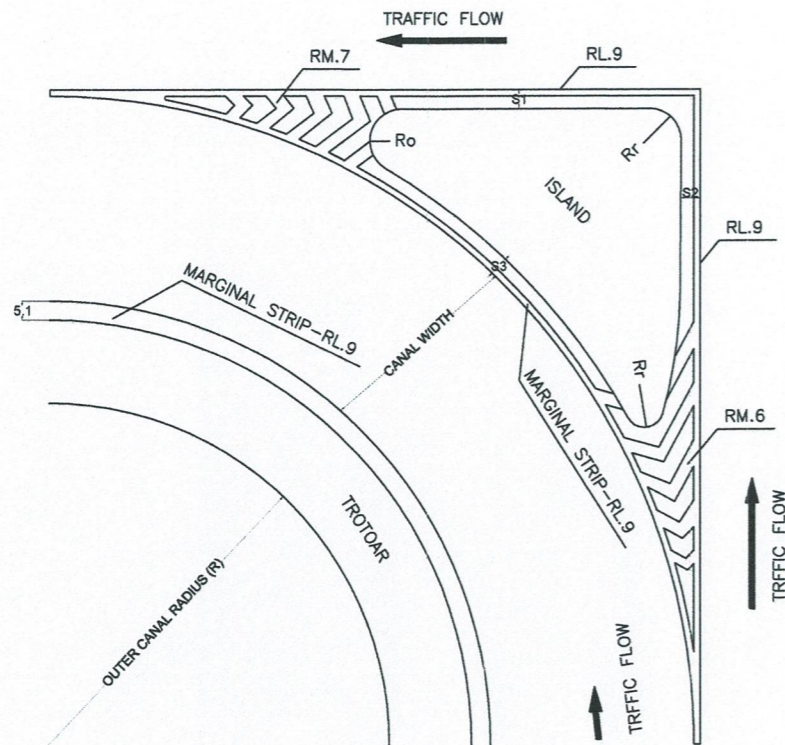 TRAFFIC FLOW
RM.7
RL.9
S1
Ro
Rr
ISLAND
S2
RL.9
S3
MARGINAL STRIP-RL.9
5,1
CANAL WIDTH
Rr
MARGINAL STRIP-RL.9
RM.6
TROTOAR
OUTER CANAL RADIUS (R)
TRFFIC FLOW
TRFFIC FLOW